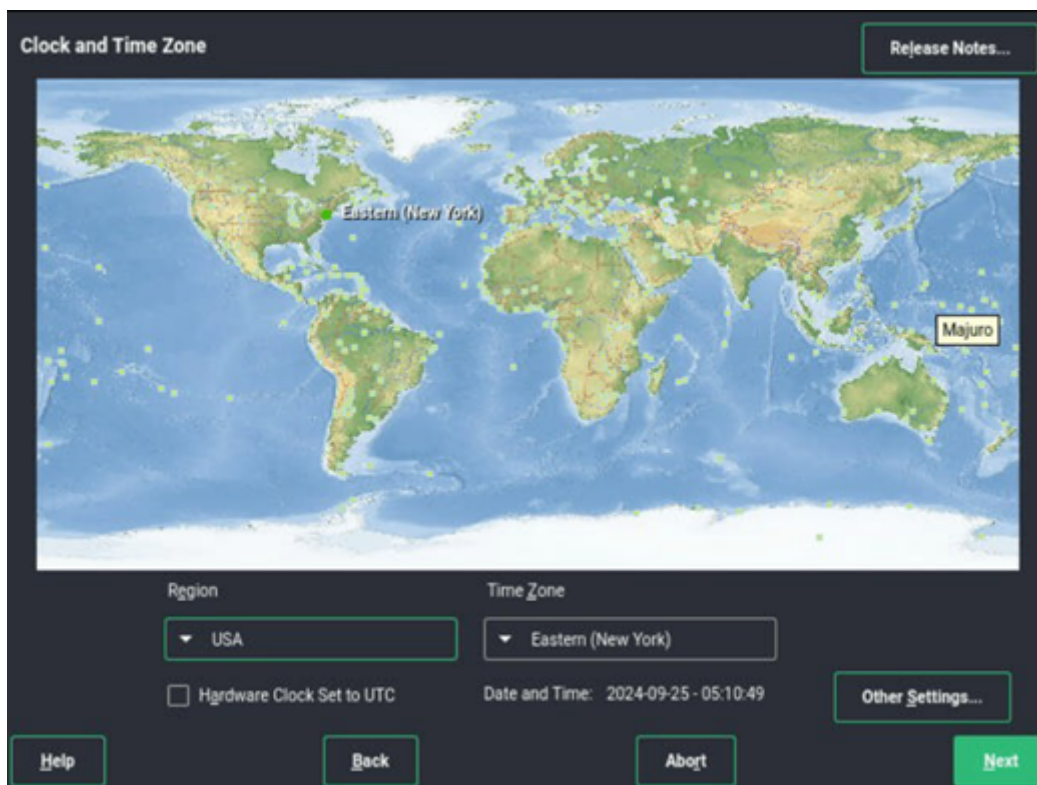 Clock and Time Zone
Release Notes...
Eastern (New York)
Majuro
Region
Time Zone
USA
Eastern (New York)
Hardware Clock Set to UTC
Date and Time: 2024-09-25 - 05:10:49
Other Settings...
Help
Back
Abort
Next